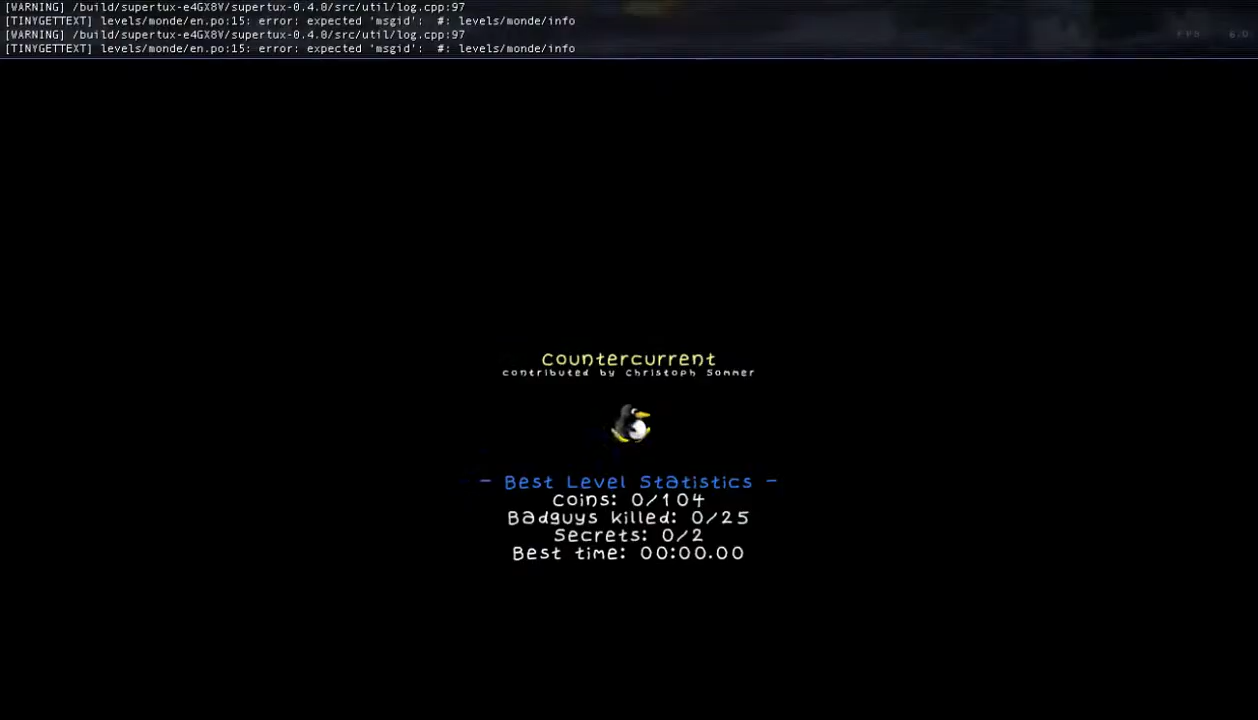 [WARNING] /build/supertux-e4GX8V/supertux-0.4.0/src/util/log.cpp:97
[TINYGETTEXT] levels/monde/en.po:15: error: expected 'msgid':  #: levels/monde/info
[WARNING] /build/supertux-e4GX8V/supertux-0.4.0/src/util/log.cpp:97
[TINYGETTEXT] levels/monde/en.po:15: error: expected 'msgid':  #: levels/monde/info
FPS 60
Countercurrent
contributed by Christoph Sommer
- Best Level Statistics -
Coins: 0/104
Badguys killed: 0/25
Secrets: 0/2
Best time: 00:00.00